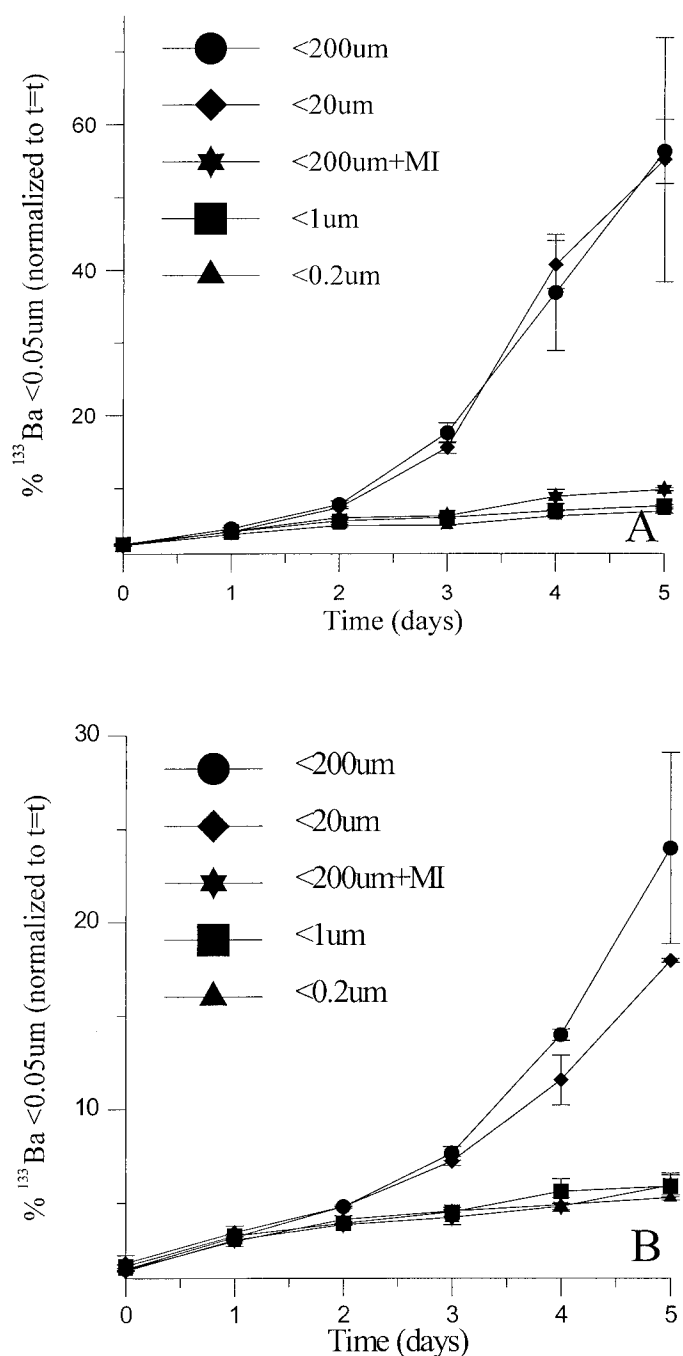 <200um
<20um
<200um+MI
<1um
<0.2um
60
40
20
% ¹³³Ba <0.05um (normalized to t=t)
A
0 1 2 3 4 5
Time (days)
30
20
10
<200um
<20um
<200um+MI
<1um
<0.2um
% ¹³³Ba <0.05um (normalized to t=t)
B
0 1 2 3 4 5
Time (days)